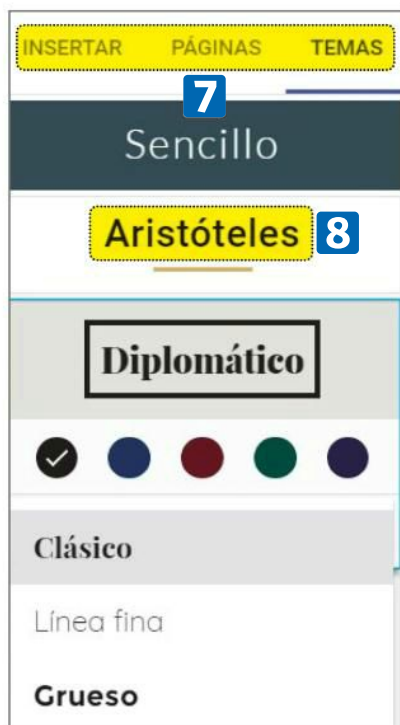 INSERTAR PÁGINAS TEMAS
7
Sencillo
Aristóteles 8
Diplomático
Clásico
Línea fina
Grueso